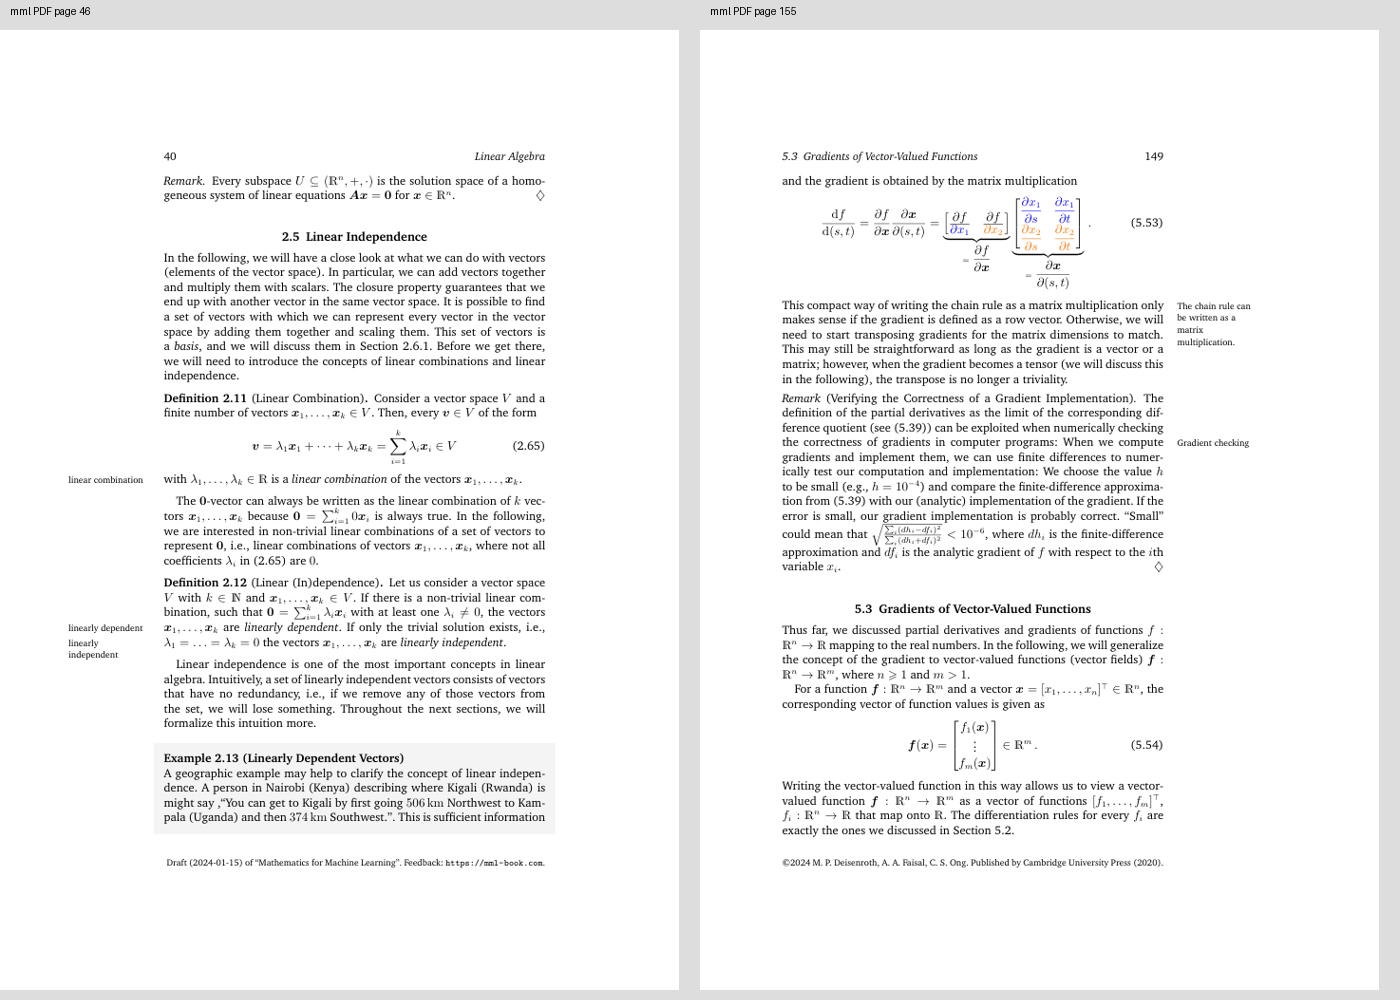 mml PDF page 46
40 Linear Algebra
Remark. Every subspace U ⊆ (ℝⁿ, +, ·) is the solution space of a homo-
geneous system of linear equations Ax = 0 for x ∈ ℝⁿ. ♢
2.5 Linear Independence
In the following, we will have a close look at what we can do with vectors
(elements of the vector space). In particular, we can add vectors together
and multiply them with scalars. The closure property guarantees that we
end up with another vector in the same vector space. It is possible to find
a set of vectors with which we can represent every vector in the vector
space by adding them together and scaling them. This set of vectors is
a basis, and we will discuss them in Section 2.6.1. Before we get there,
we will need to introduce the concepts of linear combinations and linear
independence.
Definition 2.11 (Linear Combination). Consider a vector space V and a
finite number of vectors x₁, . . . , xₖ ∈ V. Then, every v ∈ V of the form
v = λ₁x₁ + · · · + λₖxₖ = ∑ᵢ₌₁ᵏ λᵢxᵢ ∈ V (2.65)
linear combination
with λ₁, . . . , λₖ ∈ ℝ is a linear combination of the vectors x₁, . . . , xₖ.
The 0-vector can always be written as the linear combination of k vec-
tors x₁, . . . , xₖ because 0 = ∑ᵢ₌₁ᵏ 0xᵢ is always true. In the following,
we are interested in non-trivial linear combinations of a set of vectors to
represent 0, i.e., linear combinations of vectors x₁, . . . , xₖ, where not all
coefficients λᵢ in (2.65) are 0.
Definition 2.12 (Linear (In)dependence). Let us consider a vector space
V with k ∈ ℕ and x₁, . . . , xₖ ∈ V. If there is a non-trivial linear com-
bination, such that 0 = ∑ᵢ₌₁ᵏ λᵢxᵢ with at least one λᵢ ≠ 0, the vectors
linearly dependent
x₁, . . . , xₖ are linearly dependent. If only the trivial solution exists, i.e.,
linearly
independent
λ₁ = . . . = λₖ = 0 the vectors x₁, . . . , xₖ are linearly independent.
Linear independence is one of the most important concepts in linear
algebra. Intuitively, a set of linearly independent vectors consists of vectors
that have no redundancy, i.e., if we remove any of those vectors from
the set, we will lose something. Throughout the next sections, we will
formalize this intuition more.
Example 2.13 (Linearly Dependent Vectors)
A geographic example may help to clarify the concept of linear indepen-
dence. A person in Nairobi (Kenya) describing where Kigali (Rwanda) is
might say ,“You can get to Kigali by first going 506 km Northwest to Kam-
pala (Uganda) and then 374 km Southwest.”. This is sufficient information
Draft (2024-01-15) of “Mathematics for Machine Learning”. Feedback: https://mml-book.com.
mml PDF page 155
5.3 Gradients of Vector-Valued Functions 149
and the gradient is obtained by the matrix multiplication
df/d(s, t) = ∂f/∂x ∂x/∂(s, t) = [∂f/∂x₁ ∂f/∂x₂] [∂x₁/∂s ∂x₁/∂t; ∂x₂/∂s ∂x₂/∂t] . (5.53)
= ∂f/∂x
= ∂x/∂(s, t)
This compact way of writing the chain rule as a matrix multiplication only
makes sense if the gradient is defined as a row vector. Otherwise, we will
need to start transposing gradients for the matrix dimensions to match.
This may still be straightforward as long as the gradient is a vector or a
matrix; however, when the gradient becomes a tensor (we will discuss this
in the following), the transpose is no longer a triviality.
The chain rule can
be written as a
matrix
multiplication.
Remark (Verifying the Correctness of a Gradient Implementation). The
definition of the partial derivatives as the limit of the corresponding dif-
ference quotient (see (5.39)) can be exploited when numerically checking
the correctness of gradients in computer programs: When we compute
Gradient checking
gradients and implement them, we can use finite differences to numer-
ically test our computation and implementation: We choose the value h
to be small (e.g., h = 10⁻⁴) and compare the finite-difference approxima-
tion from (5.39) with our (analytic) implementation of the gradient. If the
error is small, our gradient implementation is probably correct. “Small”
could mean that √(∑ᵢ(dhᵢ−dfᵢ)²/∑ᵢ(dhᵢ+dfᵢ)²) < 10⁻⁶, where dhᵢ is the finite-difference
approximation and dfᵢ is the analytic gradient of f with respect to the ith
variable xᵢ. ♢
5.3 Gradients of Vector-Valued Functions
Thus far, we discussed partial derivatives and gradients of functions f :
ℝⁿ → ℝ mapping to the real numbers. In the following, we will generalize
the concept of the gradient to vector-valued functions (vector fields) f :
ℝⁿ → ℝᵐ, where n ⩾ 1 and m > 1.
For a function f : ℝⁿ → ℝᵐ and a vector x = [x₁, . . . , xₙ]⊤ ∈ ℝⁿ, the
corresponding vector of function values is given as
f(x) = [f₁(x) ⋮ fₘ(x)] ∈ ℝᵐ . (5.54)
Writing the vector-valued function in this way allows us to view a vector-
valued function f : ℝⁿ → ℝᵐ as a vector of functions [f₁, . . . , fₘ]⊤,
fᵢ : ℝⁿ → ℝ that map onto ℝ. The differentiation rules for every fᵢ are
exactly the ones we discussed in Section 5.2.
©2024 M. P. Deisenroth, A. A. Faisal, C. S. Ong. Published by Cambridge University Press (2020).